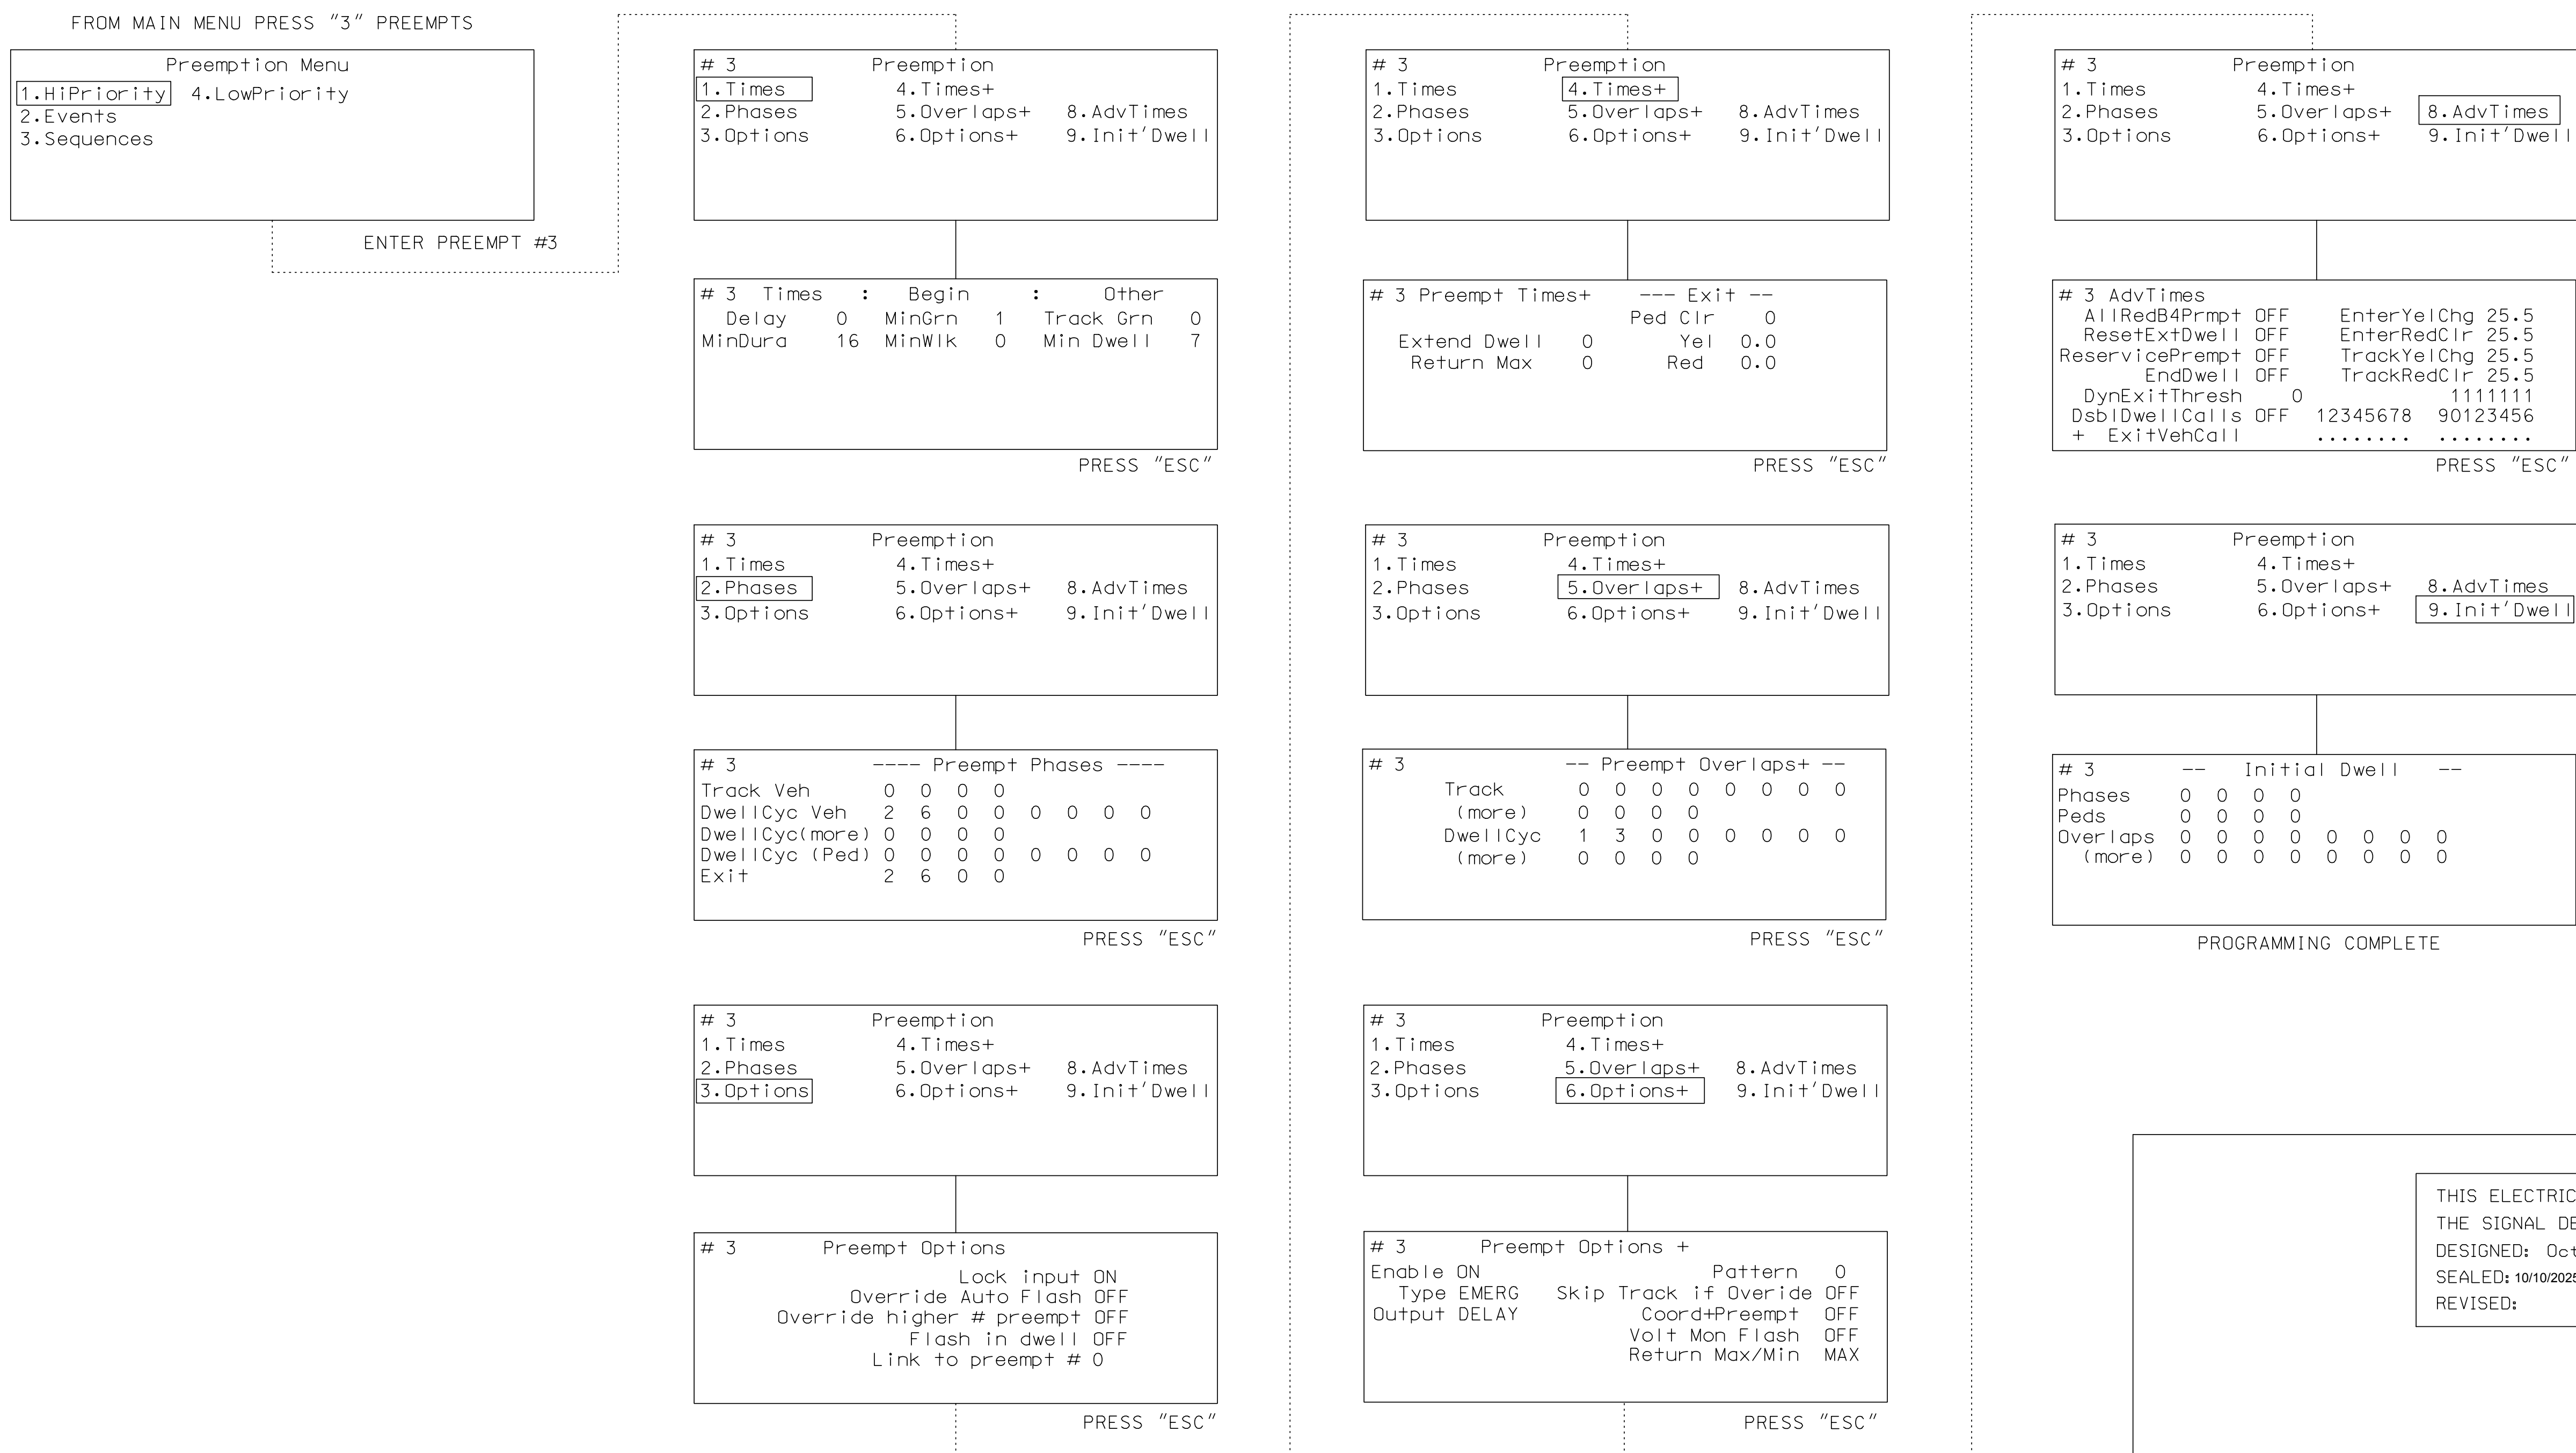 FROM MAIN MENU PRESS "3" PREEMPTS
Preemption Menu
1.HiPriority 4.LowPriority
2.Events
3.Sequences
ENTER PREEMPT #3
# 3 Preemption
1.Times 4.Times+
2.Phases 5.Overlaps+ 8.AdvTimes
3.Options 6.Options+ 9.Init'Dwell
# 3 Times : Begin : Other
Delay 0 MinGrn 1 Track Grn 0
MinDura 16 MinWlk 0 Min Dwell 7
PRESS "ESC"
# 3 Preemption
1.Times 4.Times+
2.Phases 5.Overlaps+ 8.AdvTimes
3.Options 6.Options+ 9.Init'Dwell
# 3 ---- Preempt Phases ----
Track Veh 0 0 0 0
DwellCyc Veh 2 6 0 0 0 0 0 0
DwellCyc(more) 0 0 0 0
DwellCyc (Ped) 0 0 0 0 0 0 0 0
Exit 2 6 0 0
PRESS "ESC"
# 3 Preemption
1.Times 4.Times+
2.Phases 5.Overlaps+ 8.AdvTimes
3.Options 6.Options+ 9.Init'Dwell
# 3 Preempt Options
Lock input ON
Override Auto Flash OFF
Override higher # preempt OFF
Flash in dwell OFF
Link to preempt # 0
PRESS "ESC"
# 3 Preemption
1.Times 4.Times+
2.Phases 5.Overlaps+ 8.AdvTimes
3.Options 6.Options+ 9.Init'Dwell
# 3 Preempt Times+ --- Exit --
Ped Clr 0
Extend Dwell 0 Yel 0.0
Return Max 0 Red 0.0
PRESS "ESC"
# 3 Preemption
1.Times 4.Times+
2.Phases 5.Overlaps+ 8.AdvTimes
3.Options 6.Options+ 9.Init'Dwell
# 3 -- Preempt Overlaps+ --
Track 0 0 0 0 0 0 0 0
(more) 0 0 0 0
DwellCyc 1 3 0 0 0 0 0 0
(more) 0 0 0 0
PRESS "ESC"
# 3 Preemption
1.Times 4.Times+
2.Phases 5.Overlaps+ 8.AdvTimes
3.Options 6.Options+ 9.Init'Dwell
# 3 Preempt Options +
Enable ON Pattern 0
Type EMERG Skip Track if Overide OFF
Output DELAY Coord+Preempt OFF
Volt Mon Flash OFF
Return Max/Min MAX
PRESS "ESC"
# 3 Preemption
1.Times 4.Times+
2.Phases 5.Overlaps+ 8.AdvTimes
3.Options 6.Options+ 9.Init'Dwell
# 3 AdvTimes
AllRedB4Prmpt OFF EnterYelChg 25.5
ResetExtDwell OFF EnterRedClr 25.5
ReservicePrempt OFF TrackYelChg 25.5
EndDwell OFF TrackRedClr 25.5
DynExitThresh 0 1111111
DsblDwellCalls OFF 12345678 90123456
+ ExitVehCall ........ ........
PRESS "ESC"
# 3 Preemption
1.Times 4.Times+
2.Phases 5.Overlaps+ 8.AdvTimes
3.Options 6.Options+ 9.Init'Dwell
# 3 -- Initial Dwell --
Phases 0 0 0 0
Peds 0 0 0 0
Overlaps 0 0 0 0 0 0 0 0
(more) 0 0 0 0 0 0 0 0
PROGRAMMING COMPLETE
THIS ELECTRIC
THE SIGNAL DE
DESIGNED: Oct
SEALED: 10/10/2025
REVISED: